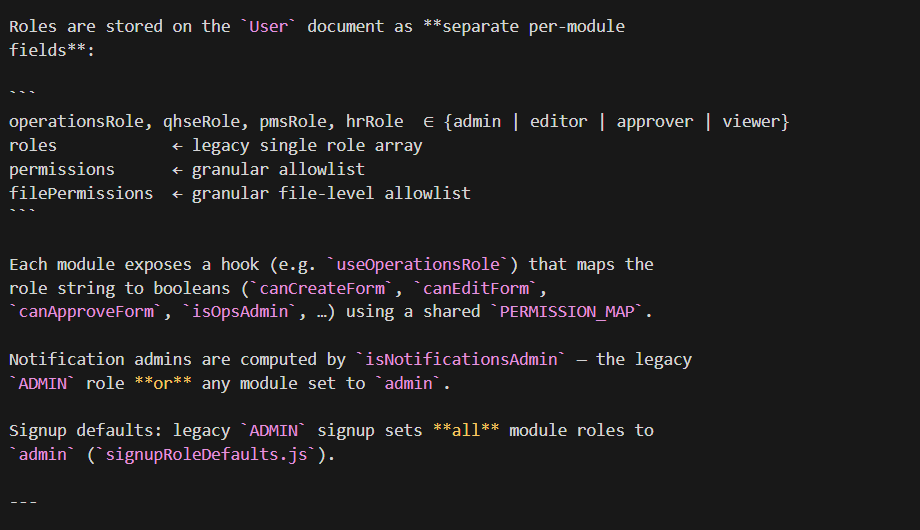 Roles are stored on the `User` document as **separate per-module
fields**:
```
operationsRole, qhseRole, pmsRole, hrRole ∈ {admin | editor | approver | viewer}
roles ← legacy single role array
permissions ← granular allowlist
filePermissions ← granular file-level allowlist
```
Each module exposes a hook (e.g. `useOperationsRole`) that maps the
role string to booleans (`canCreateForm`, `canEditForm`,
`canApproveForm`, `isOpsAdmin`, …) using a shared `PERMISSION_MAP`.
Notification admins are computed by `isNotificationsAdmin` — the legacy
`ADMIN` role **or** any module set to `admin`.
Signup defaults: legacy `ADMIN` signup sets **all** module roles to
`admin` (`signupRoleDefaults.js`).
---